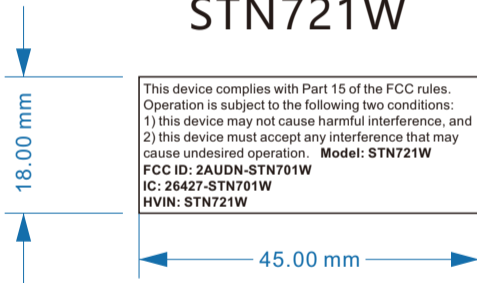 STN721W
This device complies with Part 15 of the FCC rules.
Operation is subject to the following two conditions:
1) this device may not cause harmful interference, and
2) this device must accept any interference that may
cause undesired operation. Model: STN721W
FCC ID: 2AUDN-STN701W
IC: 26427-STN701W
HVIN: STN721W
18.00 mm
45.00 mm